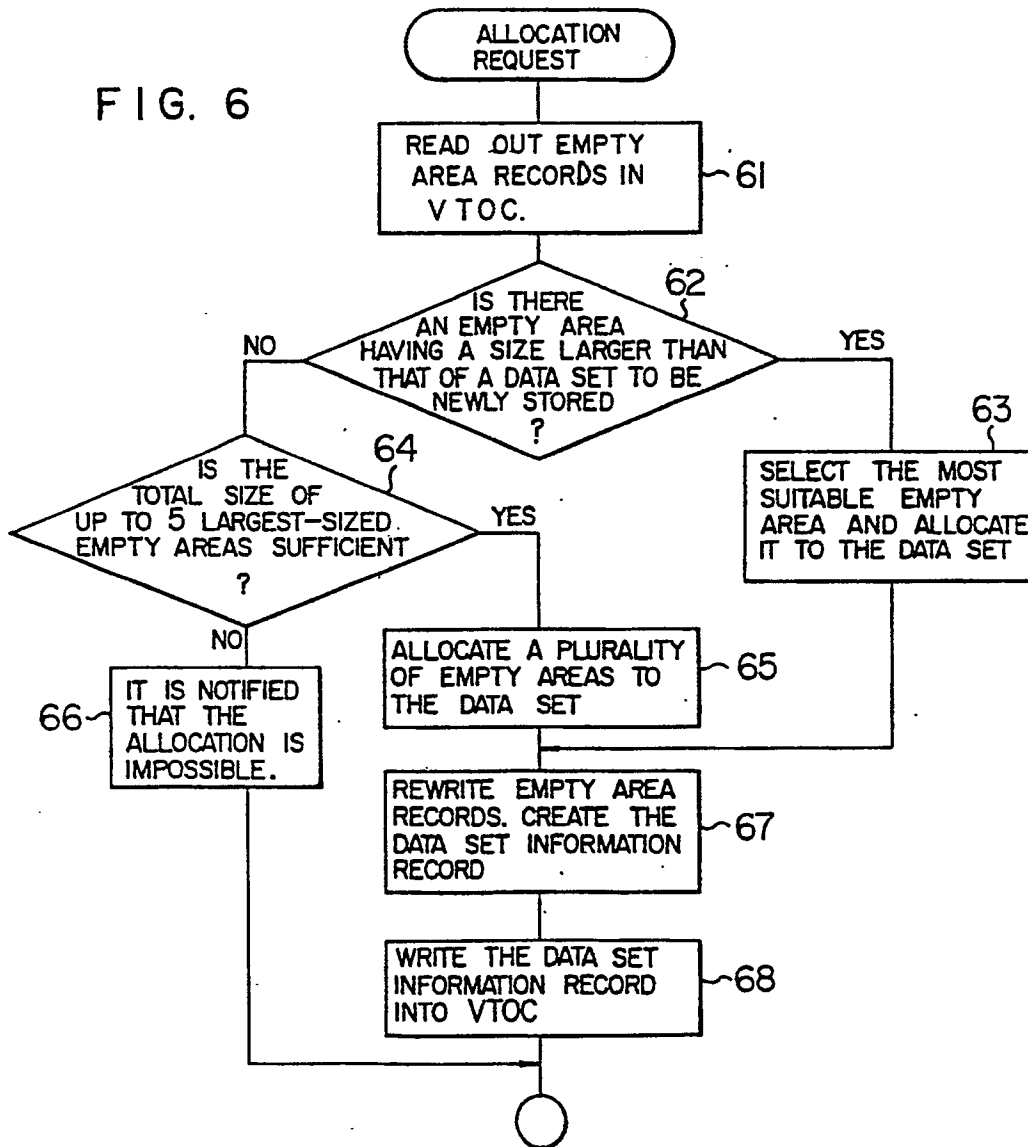 FIG. 6
ALLOCATION
REQUEST
READ OUT EMPTY
AREA RECORDS IN
VTOC.
61
IS THERE
AN EMPTY AREA
HAVING A SIZE LARGER THAN
THAT OF A DATA SET TO BE
NEWLY STORED
?
62
NO
YES
63
SELECT THE MOST
SUITABLE EMPTY
AREA AND ALLOCATE
IT TO THE DATA SET
64
IS THE
TOTAL SIZE OF
UP TO 5 LARGEST-SIZED
EMPTY AREAS SUFFICIENT
?
YES
NO
ALLOCATE A PLURALITY
OF EMPTY AREAS TO
THE DATA SET
65
66
IT IS NOTIFIED
THAT THE
ALLOCATION IS
IMPOSSIBLE.
REWRITE EMPTY AREA
RECORDS. CREATE THE
DATA SET INFORMATION
RECORD
67
WRITE THE DATA SET
INFORMATION RECORD
INTO VTOC
68